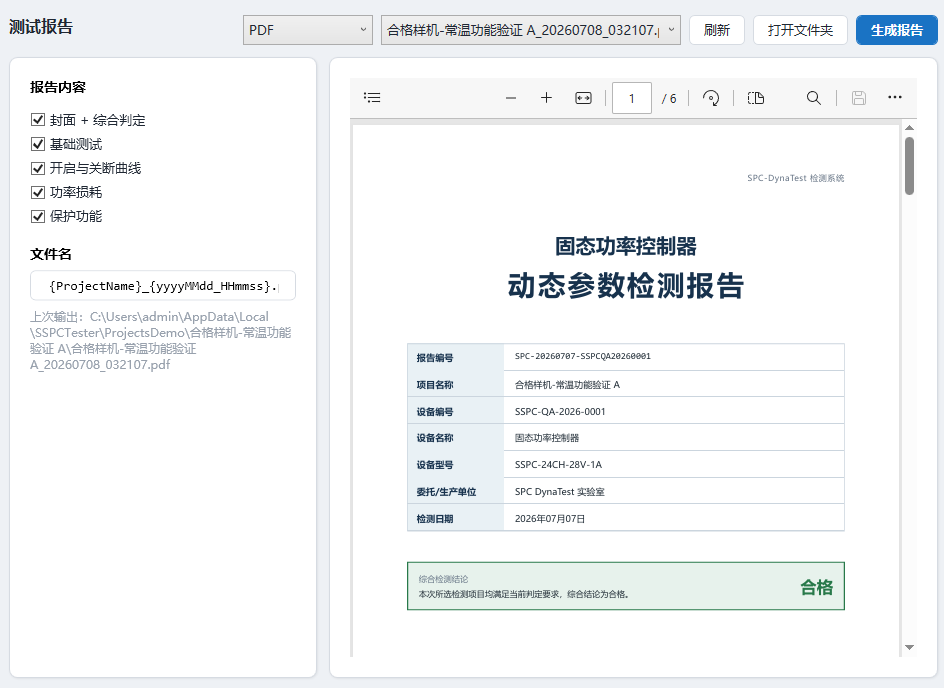 测试报告
PDF
合格样机-常温功能验证 A_20260708_032107.
刷新
打开文件夹
生成报告
报告内容
封面 + 综合判定
基础测试
开启与关断曲线
功率损耗
保护功能
文件名
{ProjectName}_{yyyyMMdd_HHmmss}.
上次输出：C:\Users\admin\AppData\Local
\SSPCTester\ProjectsDemo\合格样机-常温功能
验证 A\合格样机-常温功能验证
A_20260708_032107.pdf
1 / 6
SPC-DynaTest 检测系统
固态功率控制器
动态参数检测报告
报告编号 SPC-20260707-SSPCQA20260001
项目名称 合格样机-常温功能验证 A
设备编号 SSPC-QA-2026-0001
设备名称 固态功率控制器
设备型号 SSPC-24CH-28V-1A
委托/生产单位 SPC DynaTest 实验室
检测日期 2026年07月07日
综合检测结论
本次所选检测项目均满足当前判定要求，综合结论为合格。
合格